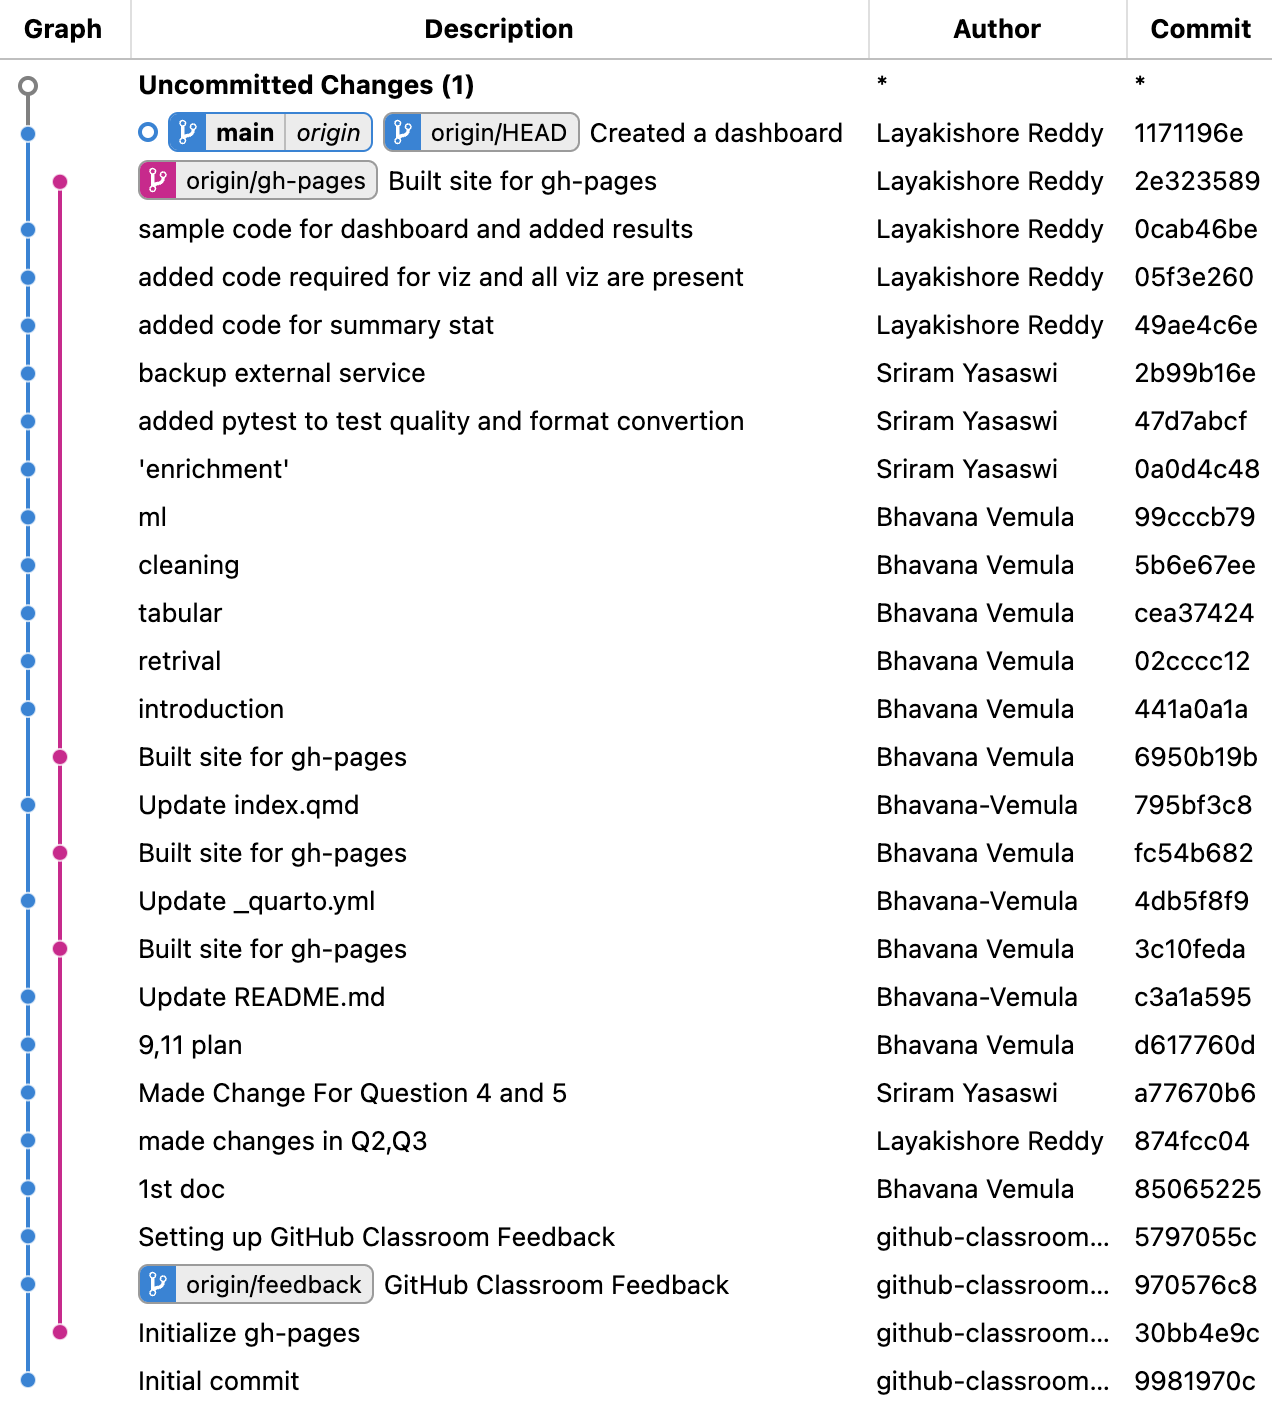 Graph Description Author Commit
Uncommitted Changes (1) * *
main origin origin/HEAD Created a dashboard Layakishore Reddy 1171196e
origin/gh-pages Built site for gh-pages Layakishore Reddy 2e323589
sample code for dashboard and added results Layakishore Reddy 0cab46be
added code required for viz and all viz are present Layakishore Reddy 05f3e260
added code for summary stat Layakishore Reddy 49ae4c6e
backup external service Sriram Yasaswi 2b99b16e
added pytest to test quality and format convertion Sriram Yasaswi 47d7abcf
'enrichment' Sriram Yasaswi 0a0d4c48
ml Bhavana Vemula 99cccb79
cleaning Bhavana Vemula 5b6e67ee
tabular Bhavana Vemula cea37424
retrival Bhavana Vemula 02cccc12
introduction Bhavana Vemula 441a0a1a
Built site for gh-pages Bhavana Vemula 6950b19b
Update index.qmd Bhavana-Vemula 795bf3c8
Built site for gh-pages Bhavana Vemula fc54b682
Update _quarto.yml Bhavana-Vemula 4db5f8f9
Built site for gh-pages Bhavana Vemula 3c10feda
Update README.md Bhavana-Vemula c3a1a595
9,11 plan Bhavana Vemula d617760d
Made Change For Question 4 and 5 Sriram Yasaswi a77670b6
made changes in Q2,Q3 Layakishore Reddy 874fcc04
1st doc Bhavana Vemula 85065225
Setting up GitHub Classroom Feedback github-classroom... 5797055c
origin/feedback GitHub Classroom Feedback github-classroom... 970576c8
Initialize gh-pages github-classroom... 30bb4e9c
Initial commit github-classroom... 9981970c